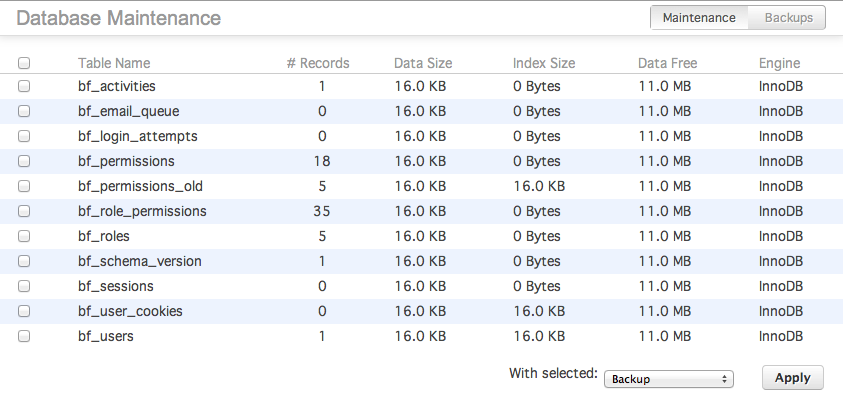 Database Maintenance Maintenance Backups
Table Name # Records Data Size Index Size Data Free Engine
bf_activities 1 16.0 KB 0 Bytes 11.0 MB InnoDB
bf_email_queue 0 16.0 KB 0 Bytes 11.0 MB InnoDB
bf_login_attempts 0 16.0 KB 0 Bytes 11.0 MB InnoDB
bf_permissions 18 16.0 KB 0 Bytes 11.0 MB InnoDB
bf_permissions_old 5 16.0 KB 16.0 KB 11.0 MB InnoDB
bf_role_permissions 35 16.0 KB 0 Bytes 11.0 MB InnoDB
bf_roles 5 16.0 KB 0 Bytes 11.0 MB InnoDB
bf_schema_version 1 16.0 KB 0 Bytes 11.0 MB InnoDB
bf_sessions 0 16.0 KB 0 Bytes 11.0 MB InnoDB
bf_user_cookies 0 16.0 KB 16.0 KB 11.0 MB InnoDB
bf_users 1 16.0 KB 16.0 KB 11.0 MB InnoDB
With selected: Backup Apply